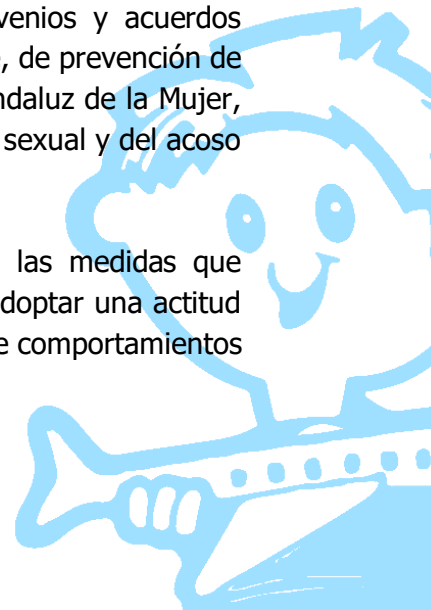 venios y acuerdos
, de prevención de
ndaluz de la Mujer,
sexual y del acoso
las medidas que
doptar una actitud
e comportamientos